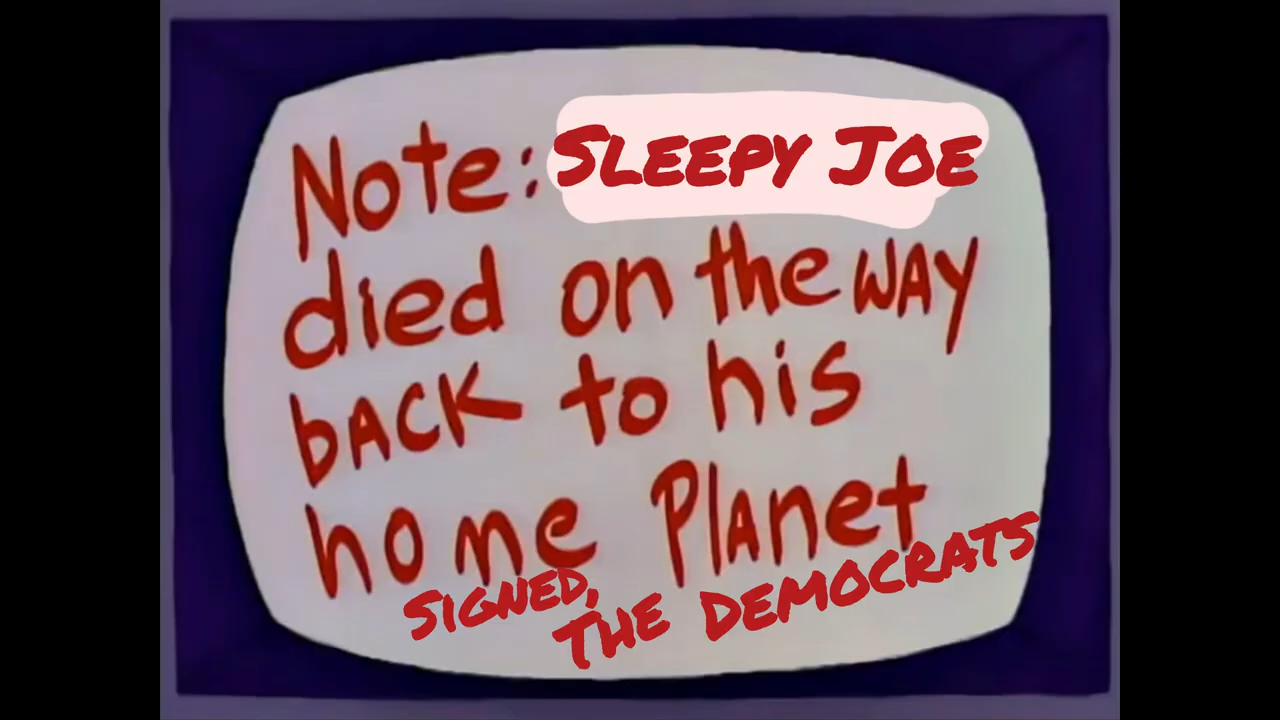 Note: SLEEPY JOE
died on the WAY
bACK to his
home PlAnet
SIGNED,
THE DEMOCRATS